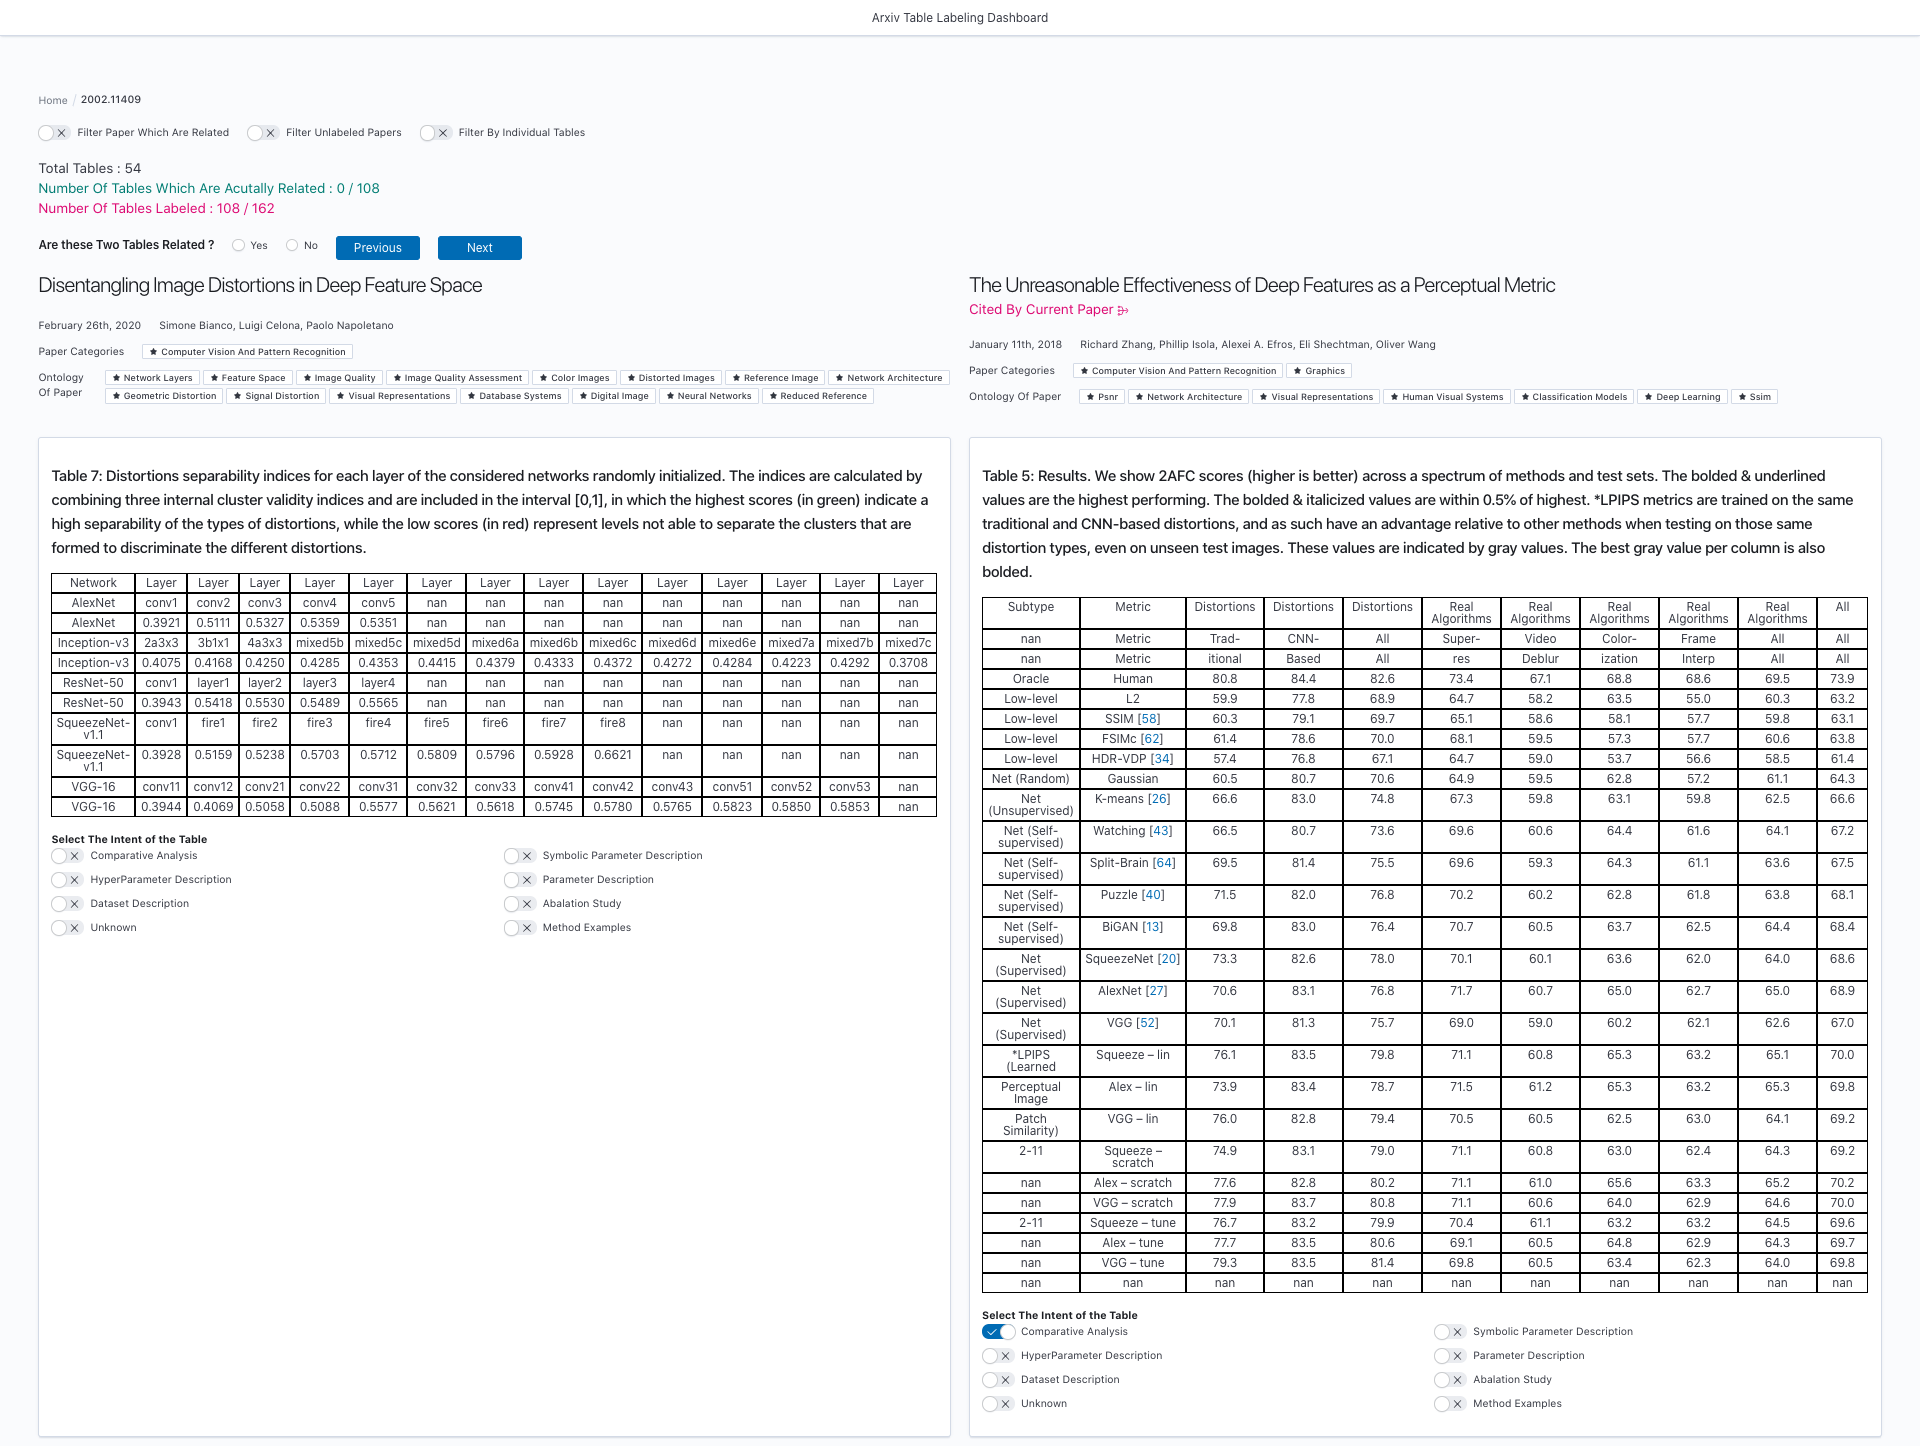 Arxiv Table Labeling Dashboard
Home / 2002.11409
Filter Paper Which Are Related Filter Unlabeled Papers Filter By Individual Tables
Total Tables : 54
Number Of Tables Which Are Acutally Related : 0 / 108
Number Of Tables Labeled : 108 / 162
Are these Two Tables Related ? Yes No Previous Next
Disentangling Image Distortions in Deep Feature Space
February 26th, 2020 Simone Bianco, Luigi Celona, Paolo Napoletano
Paper Categories Computer Vision And Pattern Recognition
Ontology Of Paper
Network Layers Feature Space Image Quality Image Quality Assessment Color Images Distorted Images Reference Image Network Architecture
Geometric Distortion Signal Distortion Visual Representations Database Systems Digital Image Neural Networks Reduced Reference
The Unreasonable Effectiveness of Deep Features as a Perceptual Metric
Cited By Current Paper
January 11th, 2018 Richard Zhang, Phillip Isola, Alexei A. Efros, Eli Shechtman, Oliver Wang
Paper Categories Computer Vision And Pattern Recognition Graphics
Ontology Of Paper Psnr Network Architecture Visual Representations Human Visual Systems Classification Models Deep Learning Ssim
Table 7: Distortions separability indices for each layer of the considered networks randomly initialized. The indices are calculated by
combining three internal cluster validity indices and are included in the interval [0,1], in which the highest scores (in green) indicate a
high separability of the types of distortions, while the low scores (in red) represent levels not able to separate the clusters that are
formed to discriminate the different distortions.
Network Layer Layer Layer Layer Layer Layer Layer Layer Layer Layer Layer Layer Layer Layer
AlexNet conv1 conv2 conv3 conv4 conv5 nan nan nan nan nan nan nan nan nan
AlexNet 0.3921 0.5111 0.5327 0.5359 0.5351 nan nan nan nan nan nan nan nan nan
Inception-v3 2a3x3 3b1x1 4a3x3 mixed5b mixed5c mixed5d mixed6a mixed6b mixed6c mixed6d mixed6e mixed7a mixed7b mixed7c
Inception-v3 0.4075 0.4168 0.4250 0.4285 0.4353 0.4415 0.4379 0.4333 0.4372 0.4272 0.4284 0.4223 0.4292 0.3708
ResNet-50 conv1 layer1 layer2 layer3 layer4 nan nan nan nan nan nan nan nan nan
ResNet-50 0.3943 0.5418 0.5530 0.5489 0.5565 nan nan nan nan nan nan nan nan nan
SqueezeNet-v1.1 conv1 fire1 fire2 fire3 fire4 fire5 fire6 fire7 fire8 nan nan nan nan nan
SqueezeNet-v1.1 0.3928 0.5159 0.5238 0.5703 0.5712 0.5809 0.5796 0.5928 0.6621 nan nan nan nan nan
VGG-16 conv11 conv12 conv21 conv22 conv31 conv32 conv33 conv41 conv42 conv43 conv51 conv52 conv53 nan
VGG-16 0.3944 0.4069 0.5058 0.5088 0.5577 0.5621 0.5618 0.5745 0.5780 0.5765 0.5823 0.5850 0.5853 nan
Select The Intent of the Table
Comparative Analysis Symbolic Parameter Description
HyperParameter Description Parameter Description
Dataset Description Abalation Study
Unknown Method Examples
Table 5: Results. We show 2AFC scores (higher is better) across a spectrum of methods and test sets. The bolded & underlined
values are the highest performing. The bolded & italicized values are within 0.5% of highest. *LPIPS metrics are trained on the same
traditional and CNN-based distortions, and as such have an advantage relative to other methods when testing on those same
distortion types, even on unseen test images. These values are indicated by gray values. The best gray value per column is also
bolded.
Subtype Metric Distortions Distortions Distortions Real Algorithms Real Algorithms Real Algorithms Real Algorithms Real Algorithms All
nan Metric Trad- CNN- All Super- Video Color- Frame All All
nan Metric itional Based All res Deblur ization Interp All All
Oracle Human 80.8 84.4 82.6 73.4 67.1 68.8 68.6 69.5 73.9
Low-level L2 59.9 77.8 68.9 64.7 58.2 63.5 55.0 60.3 63.2
Low-level SSIM [58] 60.3 79.1 69.7 65.1 58.6 58.1 57.7 59.8 63.1
Low-level FSIMc [62] 61.4 78.6 70.0 68.1 59.5 57.3 57.7 60.6 63.8
Low-level HDR-VDP [34] 57.4 76.8 67.1 64.7 59.0 53.7 56.6 58.5 61.4
Net (Random) Gaussian 60.5 80.7 70.6 64.9 59.5 62.8 57.2 61.1 64.3
Net (Unsupervised) K-means [26] 66.6 83.0 74.8 67.3 59.8 63.1 59.8 62.5 66.6
Net (Self-supervised) Watching [43] 66.5 80.7 73.6 69.6 60.6 64.4 61.6 64.1 67.2
Net (Self-supervised) Split-Brain [64] 69.5 81.4 75.5 69.6 59.3 64.3 61.1 63.6 67.5
Net (Self-supervised) Puzzle [40] 71.5 82.0 76.8 70.2 60.2 62.8 61.8 63.8 68.1
Net (Self-supervised) BiGAN [13] 69.8 83.0 76.4 70.7 60.5 63.7 62.5 64.4 68.4
Net (Supervised) SqueezeNet [20] 73.3 82.6 78.0 70.1 60.1 63.6 62.0 64.0 68.6
Net (Supervised) AlexNet [27] 70.6 83.1 76.8 71.7 60.7 65.0 62.7 65.0 68.9
Net (Supervised) VGG [52] 70.1 81.3 75.7 69.0 59.0 60.2 62.1 62.6 67.0
*LPIPS (Learned Squeeze – lin 76.1 83.5 79.8 71.1 60.8 65.3 63.2 65.1 70.0
Perceptual Image Alex – lin 73.9 83.4 78.7 71.5 61.2 65.3 63.2 65.3 69.8
Patch Similarity) VGG – lin 76.0 82.8 79.4 70.5 60.5 62.5 63.0 64.1 69.2
2-11 Squeeze – scratch 74.9 83.1 79.0 71.1 60.8 63.0 62.4 64.3 69.2
nan Alex – scratch 77.6 82.8 80.2 71.1 61.0 65.6 63.3 65.2 70.2
nan VGG – scratch 77.9 83.7 80.8 71.1 60.6 64.0 62.9 64.6 70.0
2-11 Squeeze – tune 76.7 83.2 79.9 70.4 61.1 63.2 63.2 64.5 69.6
nan Alex – tune 77.7 83.5 80.6 69.1 60.5 64.8 62.9 64.3 69.7
nan VGG – tune 79.3 83.5 81.4 69.8 60.5 63.4 62.3 64.0 69.8
nan nan nan nan nan nan nan nan nan nan nan
Select The Intent of the Table
Comparative Analysis Symbolic Parameter Description
HyperParameter Description Parameter Description
Dataset Description Abalation Study
Unknown Method Examples